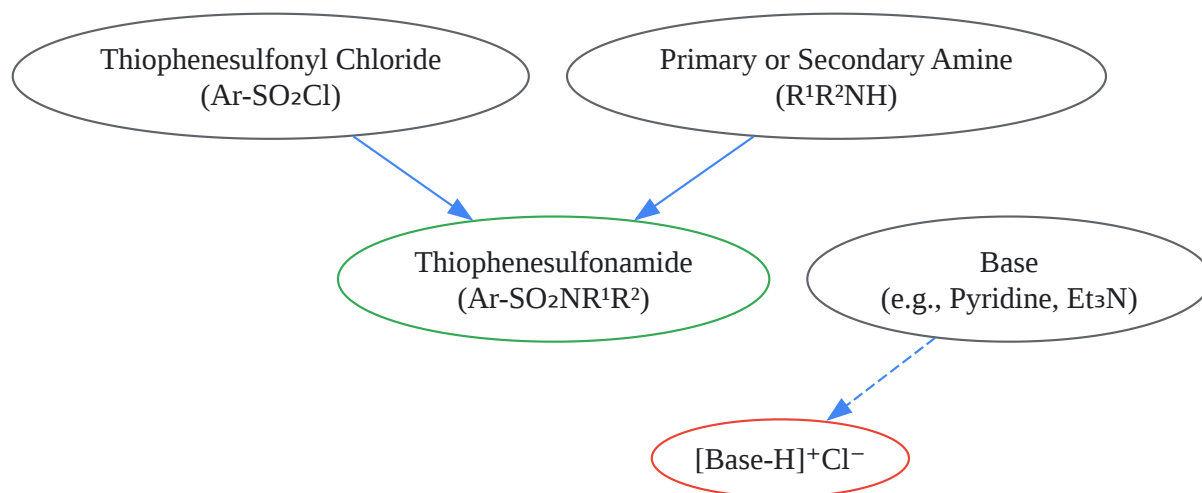 Thiophenesulfonyl Chloride
(Ar-SO₂Cl)
Primary or Secondary Amine
(R¹R²NH)
Thiophenesulfonamide
(Ar-SO₂NR¹R²)
Base
(e.g., Pyridine, Et₃N)
[Base-H]⁺Cl⁻